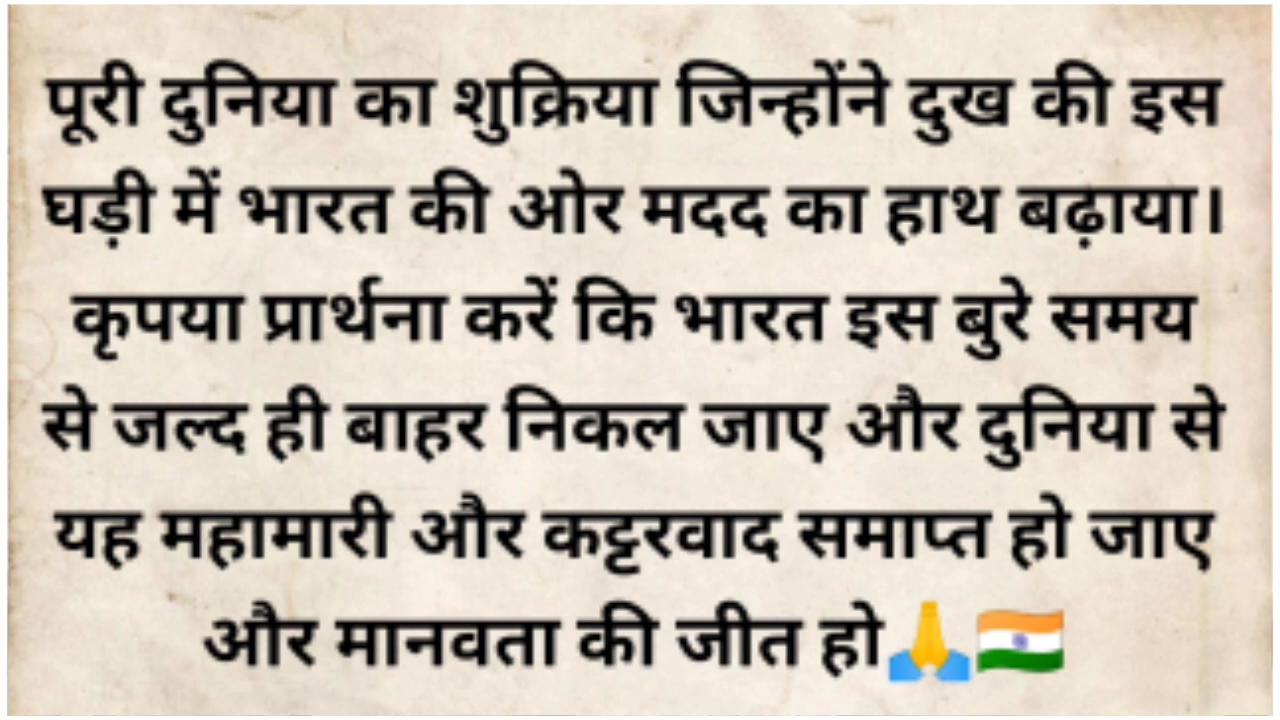 पूरी दुनिया का शुक्रिया जिन्होंने दुख की इस
घड़ी में भारत की ओर मदद का हाथ बढ़ाया।
कृपया प्रार्थना करें कि भारत इस बुरे समय
से जल्द ही बाहर निकल जाए और दुनिया से
यह महामारी और कट्टरवाद समाप्त हो जाए
और मानवता की जीत हो🙏🇮🇳